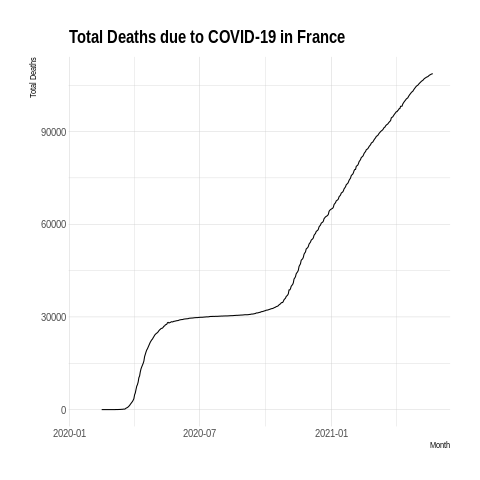 Total Deaths due to COVID-19 in France
Total Deaths
90000
60000
30000
0
2020-01 2020-07 2021-01
Month